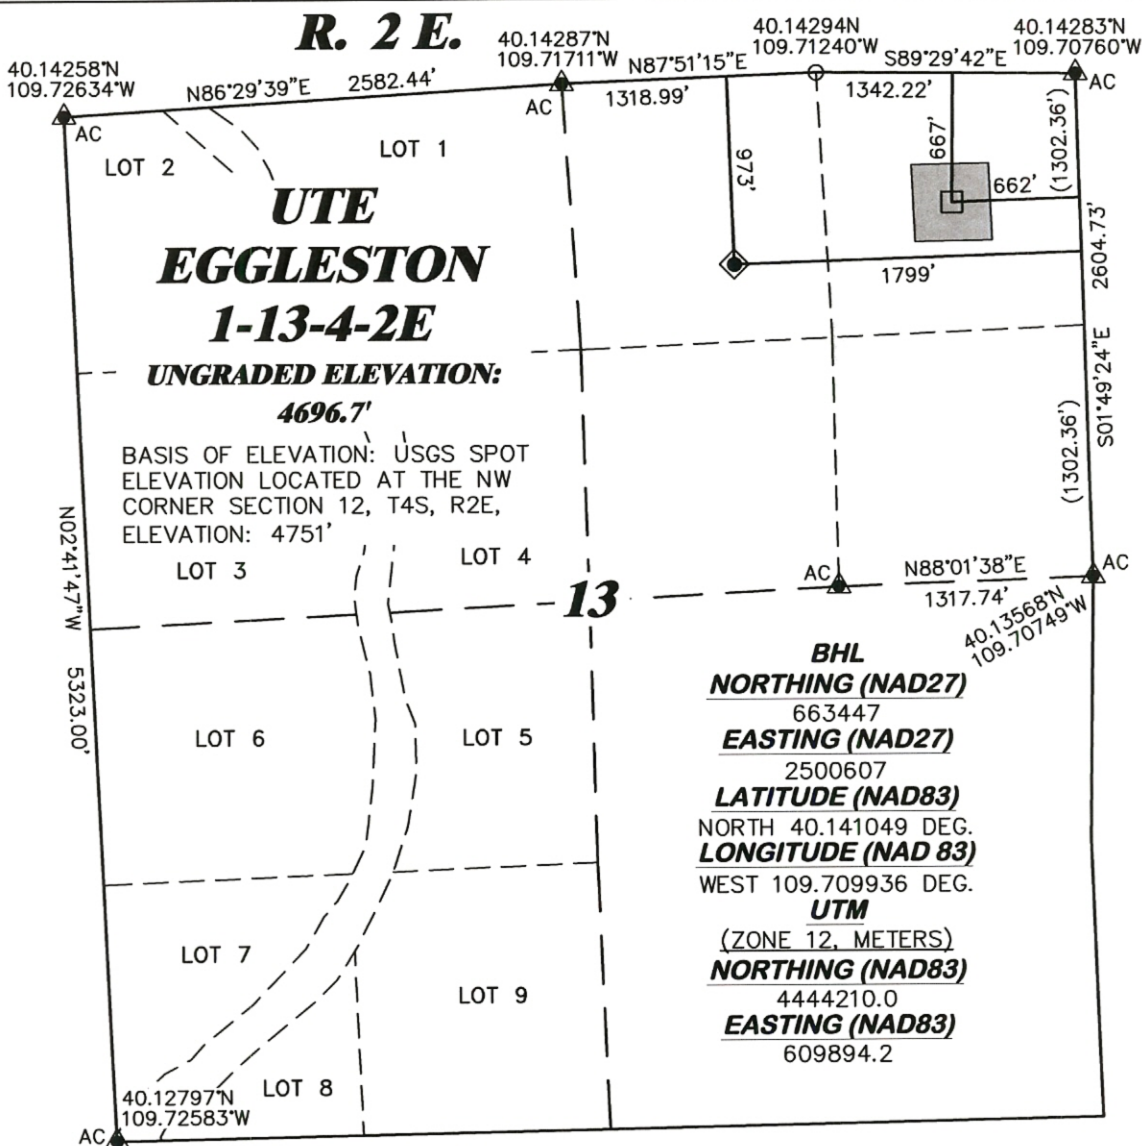 R. 2 E.
40.14258°N
109.72634°W
N86°29'39"E
2582.44'
40.14287°N
109.71711°W
N87°51'15"E
1318.99'
40.14294°N
109.71240°W
S89°29'42"E
1342.22'
40.14283°N
109.70760°W
AC
AC
AC
LOT 2
LOT 1
UTE
EGGLESTON
1-13-4-2E
UNGRADED ELEVATION:
4696.7'
BASIS OF ELEVATION: USGS SPOT
ELEVATION LOCATED AT THE NW
CORNER SECTION 12, T4S, R2E,
ELEVATION: 4751'
973'
667'
662'
1799'
(1302.36')
2604.73'
S01°49'24"E
(1302.36')
N02°41'47"W
5323.00'
LOT 3
LOT 4
13
AC
N88°01'38"E
1317.74'
AC
40.13568°N
109.70749°W
LOT 6
LOT 5
BHL
NORTHING (NAD27)
663447
EASTING (NAD27)
2500607
LATITUDE (NAD83)
NORTH 40.141049 DEG.
LONGITUDE (NAD 83)
WEST 109.709936 DEG.
UTM
(ZONE 12, METERS)
NORTHING (NAD83)
4444210.0
EASTING (NAD83)
609894.2
LOT 7
LOT 9
LOT 8
40.12797°N
109.72583°W
AC